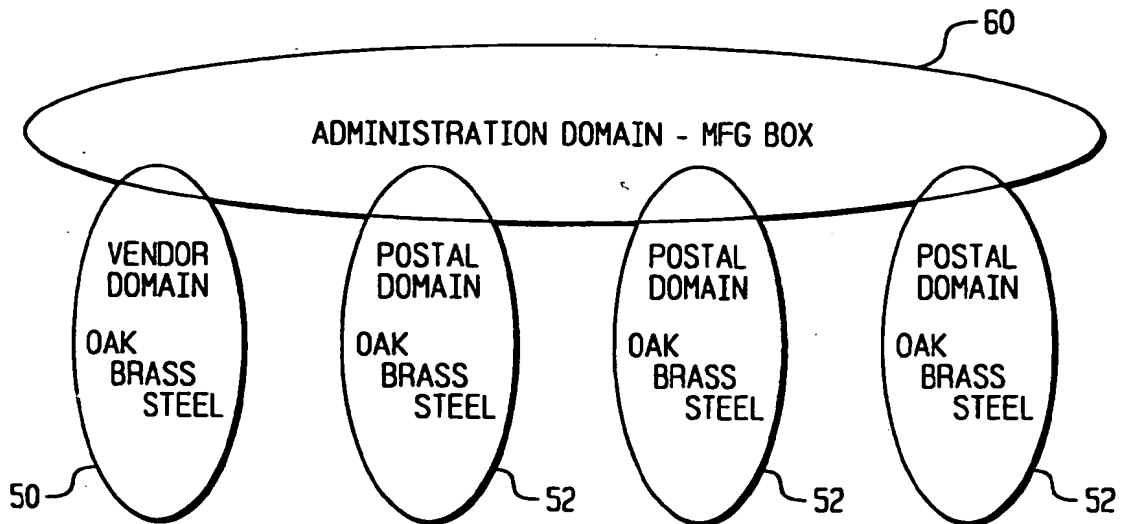 60
ADMINISTRATION DOMAIN - MFG BOX
VENDOR
DOMAIN
OAK
BRASS
STEEL
50
POSTAL
DOMAIN
OAK
BRASS
STEEL
52
POSTAL
DOMAIN
OAK
BRASS
STEEL
52
POSTAL
DOMAIN
OAK
BRASS
STEEL
52